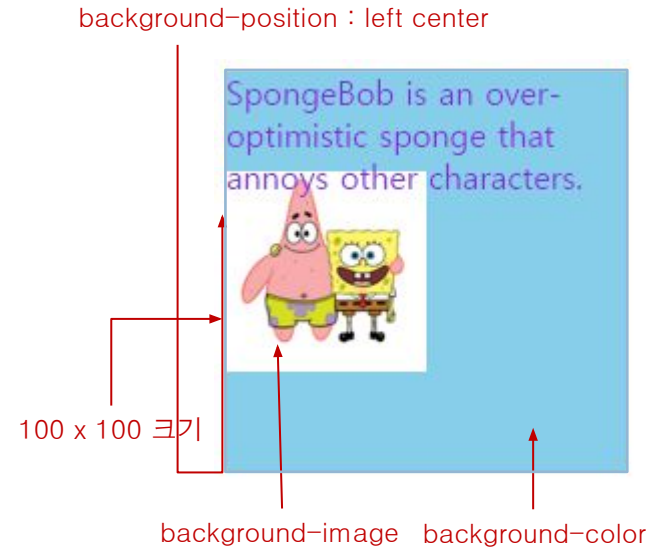 background-position : left center
SpongeBob is an over-
optimistic sponge that
annoys other characters.
100 x 100 크기
background-image
background-color